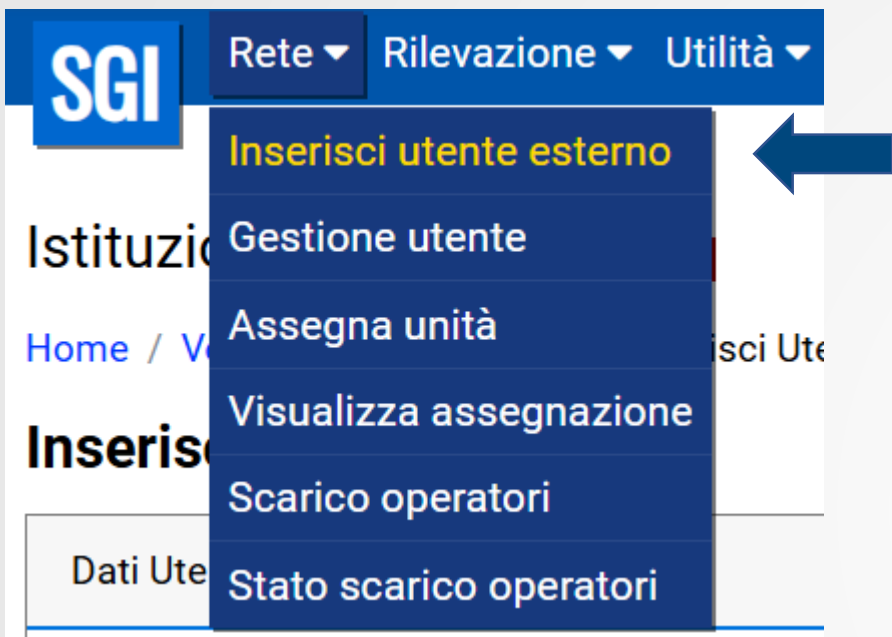 SGI Rete Rilevazione Utilità
Inserisci utente esterno
Gestione utente
Assegna unità
Home /
Visualizza assegnazione
Scarico operatori
Dati
Stato scarico operatori